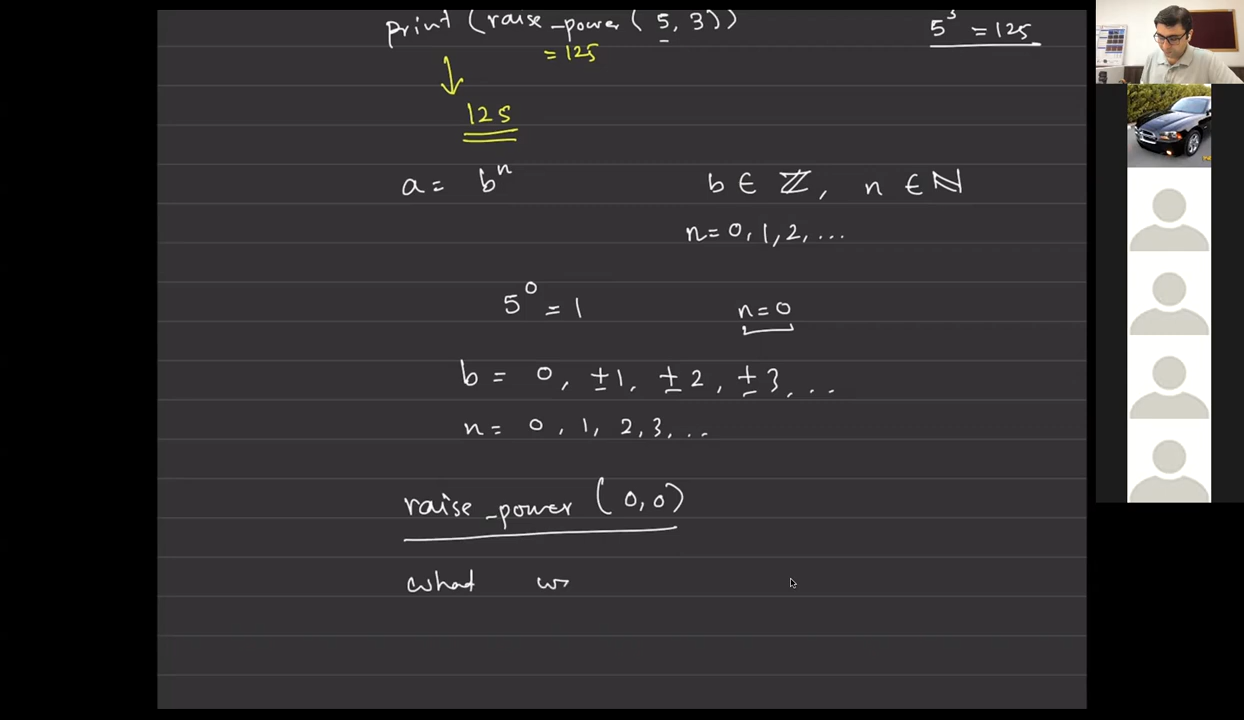 print (raise_power ( 5, 3))
5³ = 125
= 125
125
a = bⁿ
b ∈ ℤ, n ∈ ℕ
n = 0, 1, 2, ...
5⁰ = 1
n = 0
b = 0, ±1, ±2, ±3, ...
n = 0, 1, 2, 3, ...
raise_power (0,0)
what